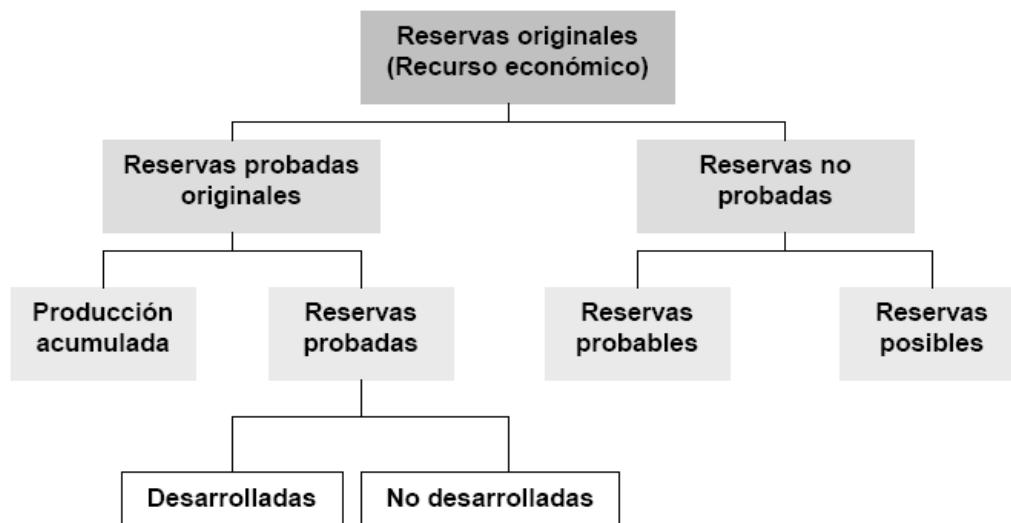 Reservas originales
(Recurso económico)
Reservas probadas
originales
Reservas no
probadas
Producción
acumulada
Reservas
probadas
Reservas
probables
Reservas
posibles
Desarrolladas
No desarrolladas